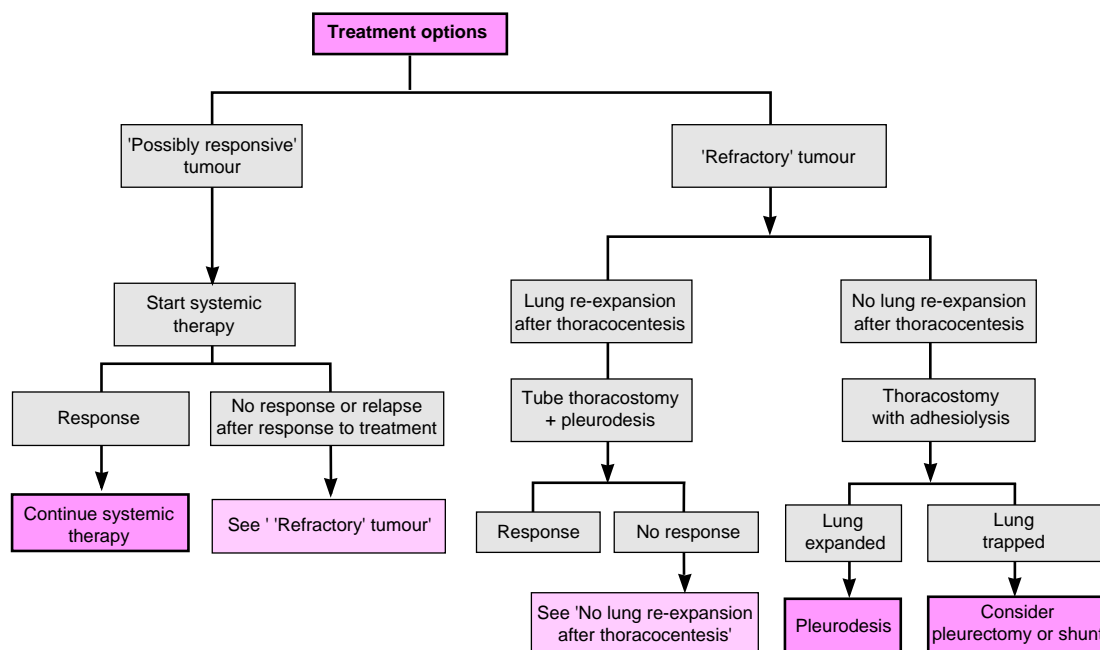 Treatment options
'Possibly responsive'
tumour
'Refractory' tumour
Start systemic
therapy
Lung re-expansion
after thoracocentesis
No lung re-expansion
after thoracocentesis
Response
No response or relapse
after response to treatment
Tube thoracostomy
+ pleurodesis
Thoracostomy
with adhesiolysis
Continue systemic
therapy
See ' 'Refractory' tumour'
Response
No response
Lung
expanded
Lung
trapped
See 'No lung re-expansion
after thoracocentesis'
Pleurodesis
Consider
pleurectomy or shunt